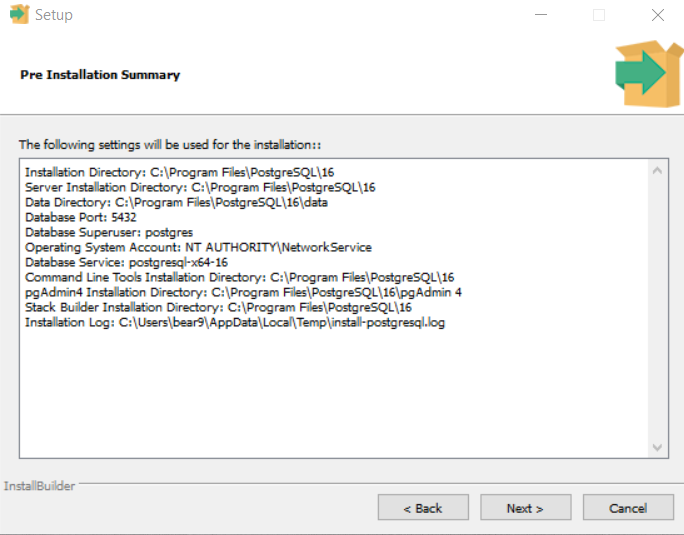 Setup
Pre Installation Summary
The following settings will be used for the installation::
Installation Directory: C:\Program Files\PostgreSQL\16
Server Installation Directory: C:\Program Files\PostgreSQL\16
Data Directory: C:\Program Files\PostgreSQL\16\data
Database Port: 5432
Database Superuser: postgres
Operating System Account: NT AUTHORITY\NetworkService
Database Service: postgresql-x64-16
Command Line Tools Installation Directory: C:\Program Files\PostgreSQL\16
pgAdmin4 Installation Directory: C:\Program Files\PostgreSQL\16\pgAdmin 4
Stack Builder Installation Directory: C:\Program Files\PostgreSQL\16
Installation Log: C:\Users\bear9\AppData\Local\Temp\install-postgresql.log
InstallBuilder
< Back Next > Cancel